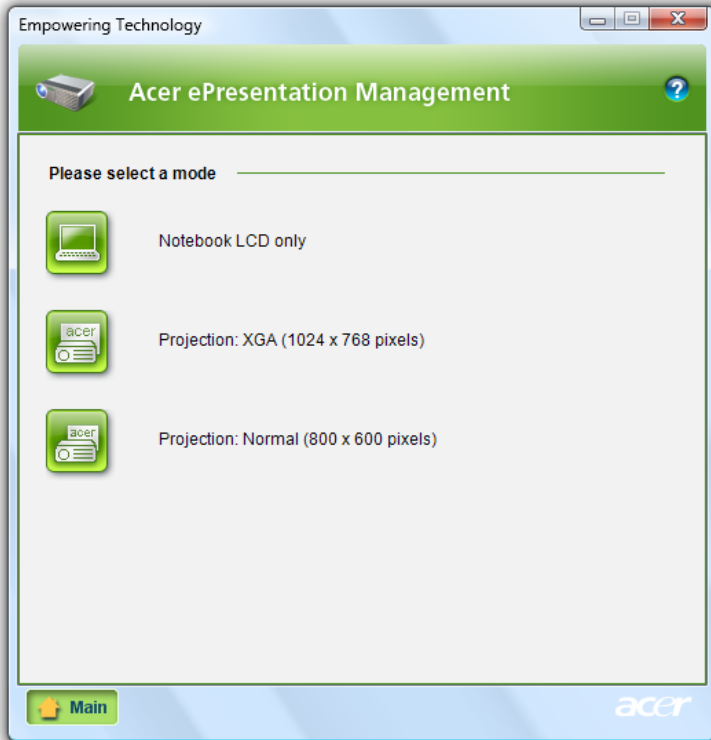 Empowering Technology
Acer ePresentation Management
?
Please select a mode
Notebook LCD only
acer
Projection: XGA (1024 x 768 pixels)
acer
Projection: Normal (800 x 600 pixels)
Main
acer